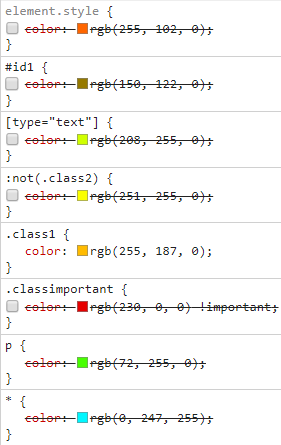 element.style {
color: rgb(255, 102, 0);
}
#id1 {
color: rgb(150, 122, 0);
}
[type="text"] {
color: rgb(208, 255, 0);
}
:not(.class2) {
color: rgb(251, 255, 0);
}
.class1 {
color: rgb(255, 187, 0);
}
.classimportant {
color: rgb(230, 0, 0) !important;
}
p {
color: rgb(72, 255, 0);
}
* {
color: rgb(0, 247, 255);
}